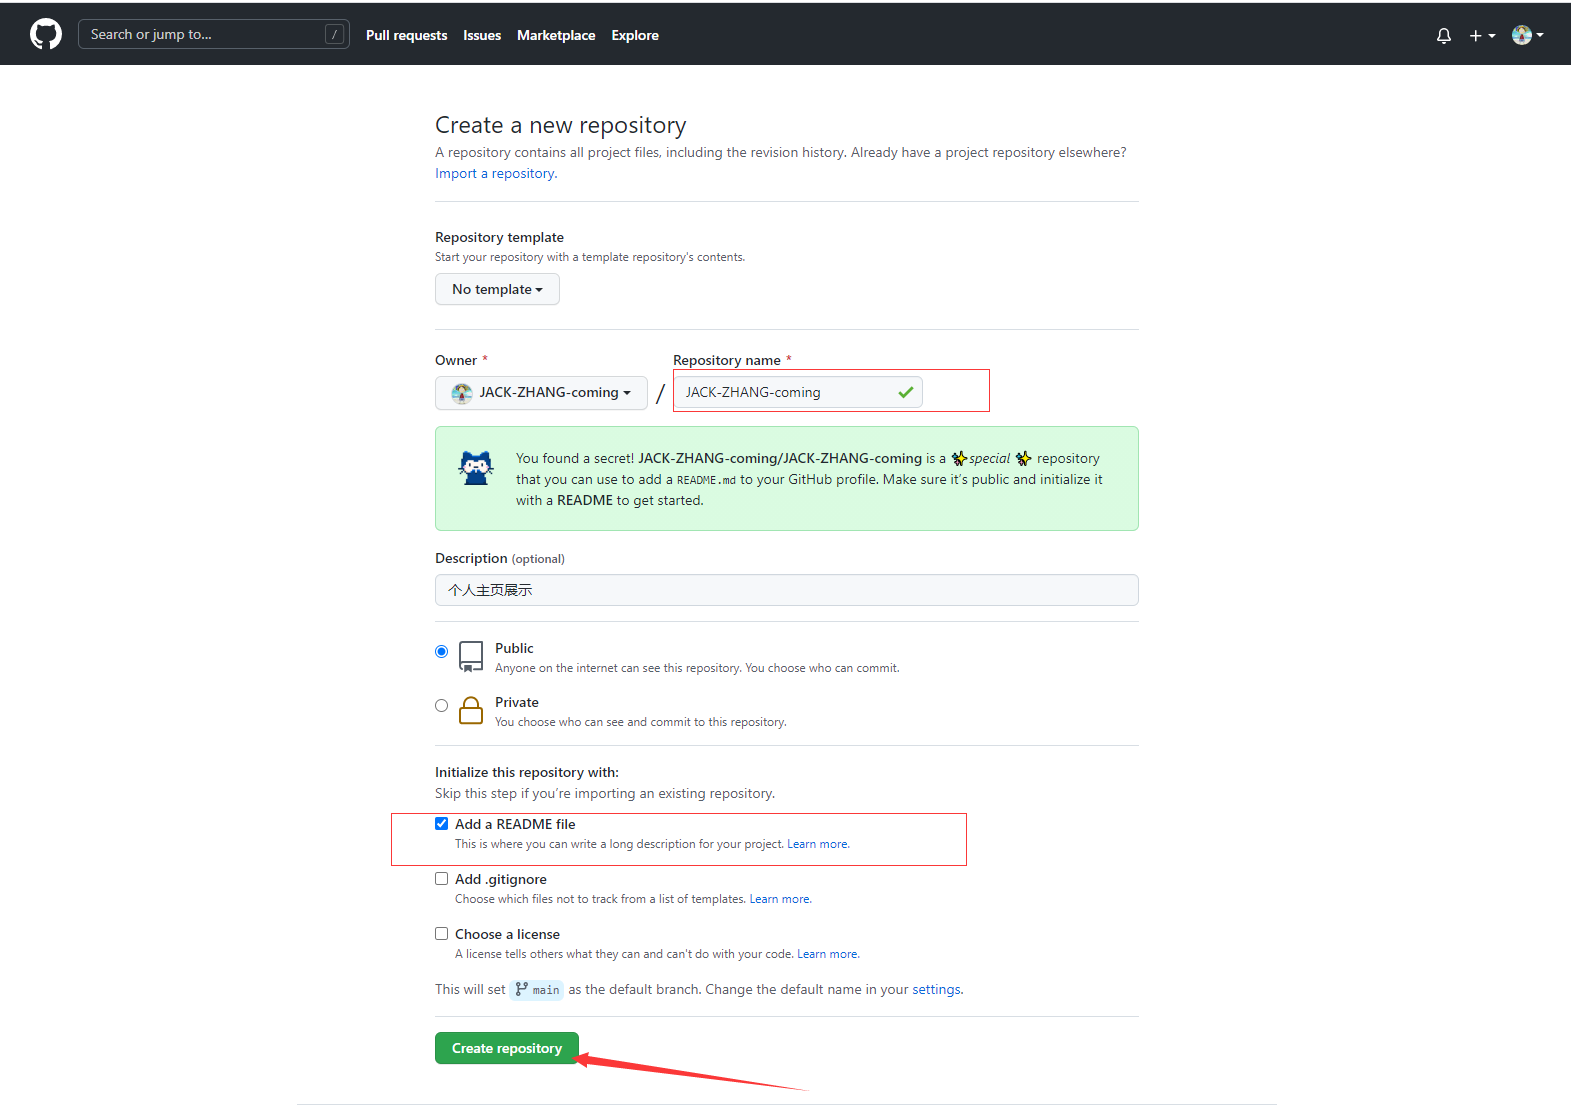 Search or jump to... /
Pull requests Issues Marketplace Explore
Create a new repository
A repository contains all project files, including the revision history. Already have a project repository elsewhere?
Import a repository.
Repository template
Start your repository with a template repository's contents.
No template
Owner * Repository name *
JACK-ZHANG-coming / JACK-ZHANG-coming
You found a secret! JACK-ZHANG-coming/JACK-ZHANG-coming is a ✨special ✨ repository
that you can use to add a README.md to your GitHub profile. Make sure it’s public and initialize it
with a README to get started.
Description (optional)
个人主页展示
Public
Anyone on the internet can see this repository. You choose who can commit.
Private
You choose who can see and commit to this repository.
Initialize this repository with:
Skip this step if you’re importing an existing repository.
Add a README file
This is where you can write a long description for your project. Learn more.
Add .gitignore
Choose which files not to track from a list of templates. Learn more.
Choose a license
A license tells others what they can and can't do with your code. Learn more.
This will set main as the default branch. Change the default name in your settings.
Create repository